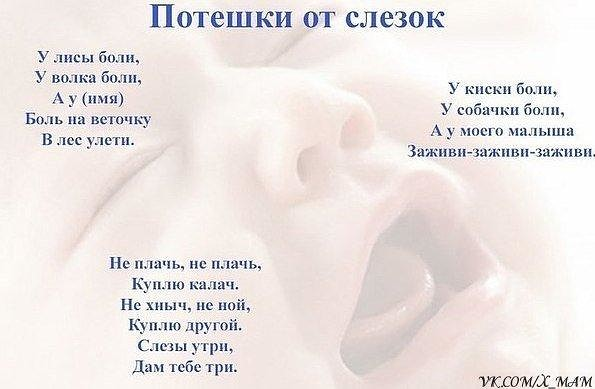 Потешки от слезок
У лисы боли,
У волка боли,
А у (имя)
Боль на веточку
В лес улети.
У киски боли,
У собачки боли,
А у моего малыша
Заживи-заживи-заживи.
Не плачь, не плачь,
Куплю калач.
Не хныч, не ной,
Куплю другой.
Слезы утри,
Дам тебе три.
VK.COM/X_MAM